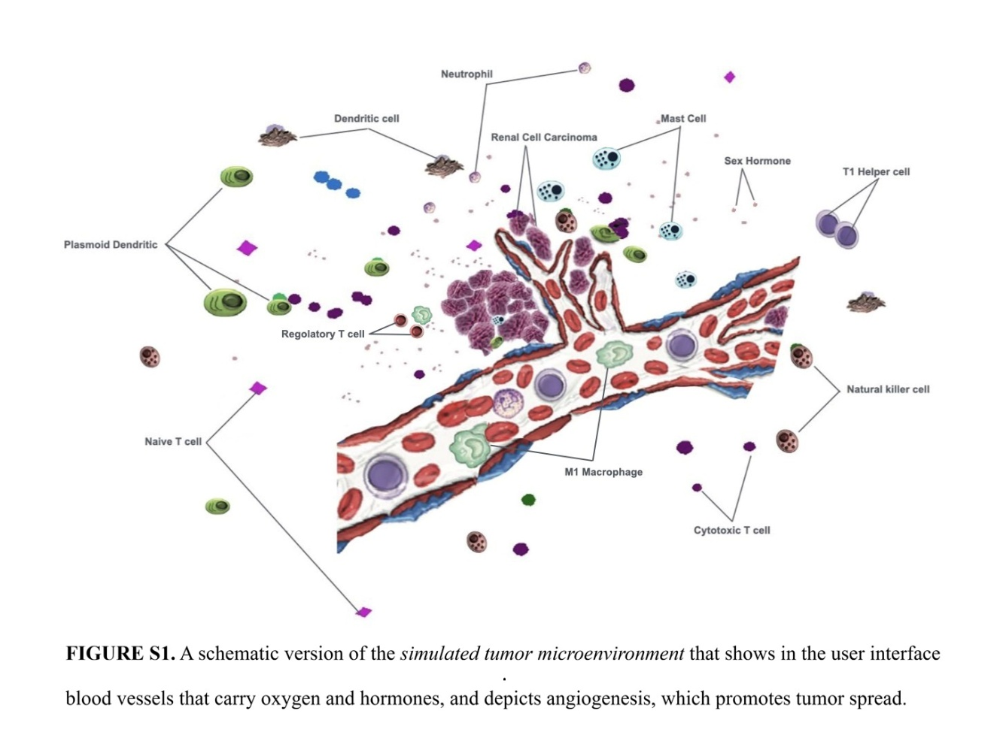 Neutrophil
Dendritic cell
Mast Cell
Renal Cell Carcinoma
Sex Hormone
T1 Helper cell
Plasmoid Dendritic
Regolatory T cell
Natural killer cell
Naive T cell
M1 Macrophage
Cytotoxic T cell
FIGURE S1. A schematic version of the simulated tumor microenvironment that shows in the user interface
.
blood vessels that carry oxygen and hormones, and depicts angiogenesis, which promotes tumor spread.